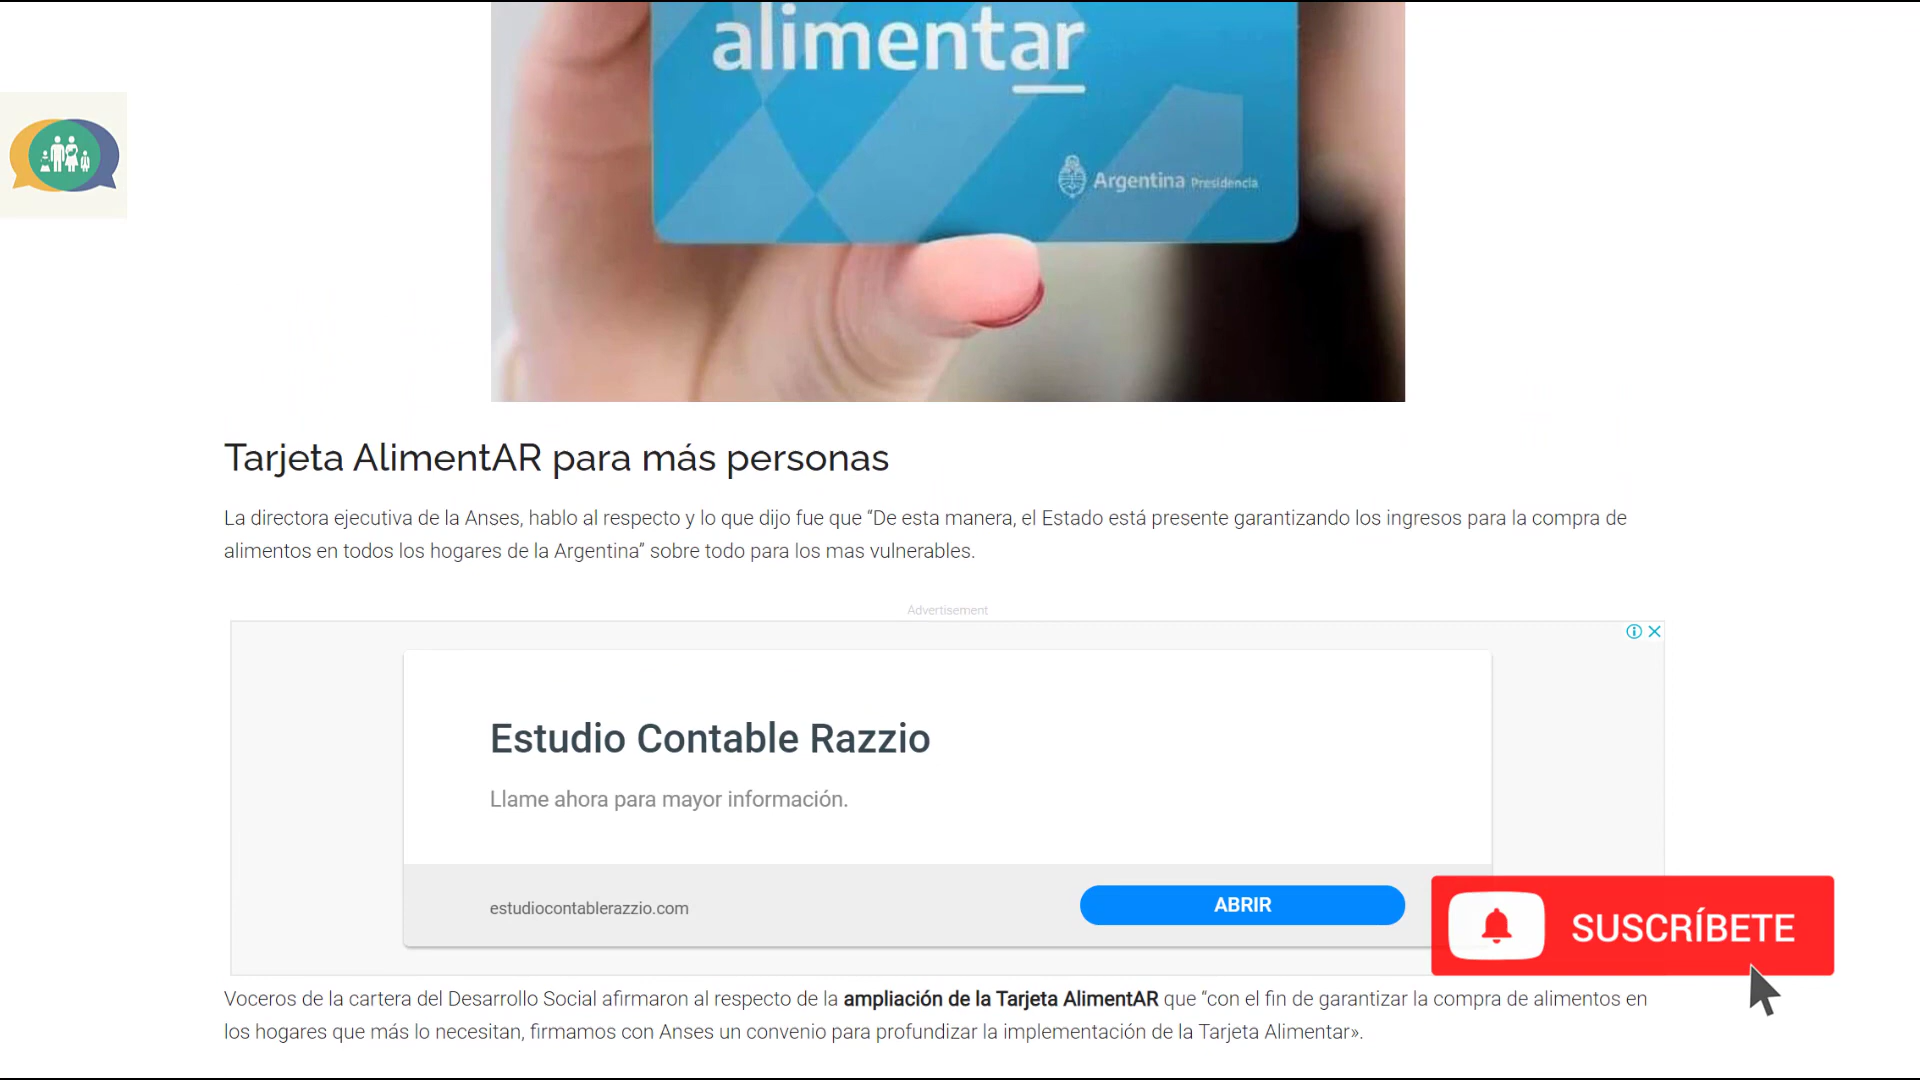 alimentar
Argentina Presidencia
Tarjeta AlimentAR para más personas
La directora ejecutiva de la Anses, hablo al respecto y lo que dijo fue que “De esta manera, el Estado está presente garantizando los ingresos para la compra de
alimentos en todos los hogares de la Argentina” sobre todo para los mas vulnerables.
Advertisement
Estudio Contable Razzio
Llame ahora para mayor información.
estudiocontablerazzio.com
ABRIR
SUSCRÍBETE
Voceros de la cartera del Desarrollo Social afirmaron al respecto de la ampliación de la Tarjeta AlimentAR que “con el fin de garantizar la compra de alimentos en
los hogares que más lo necesitan, firmamos con Anses un convenio para profundizar la implementación de la Tarjeta Alimentar».